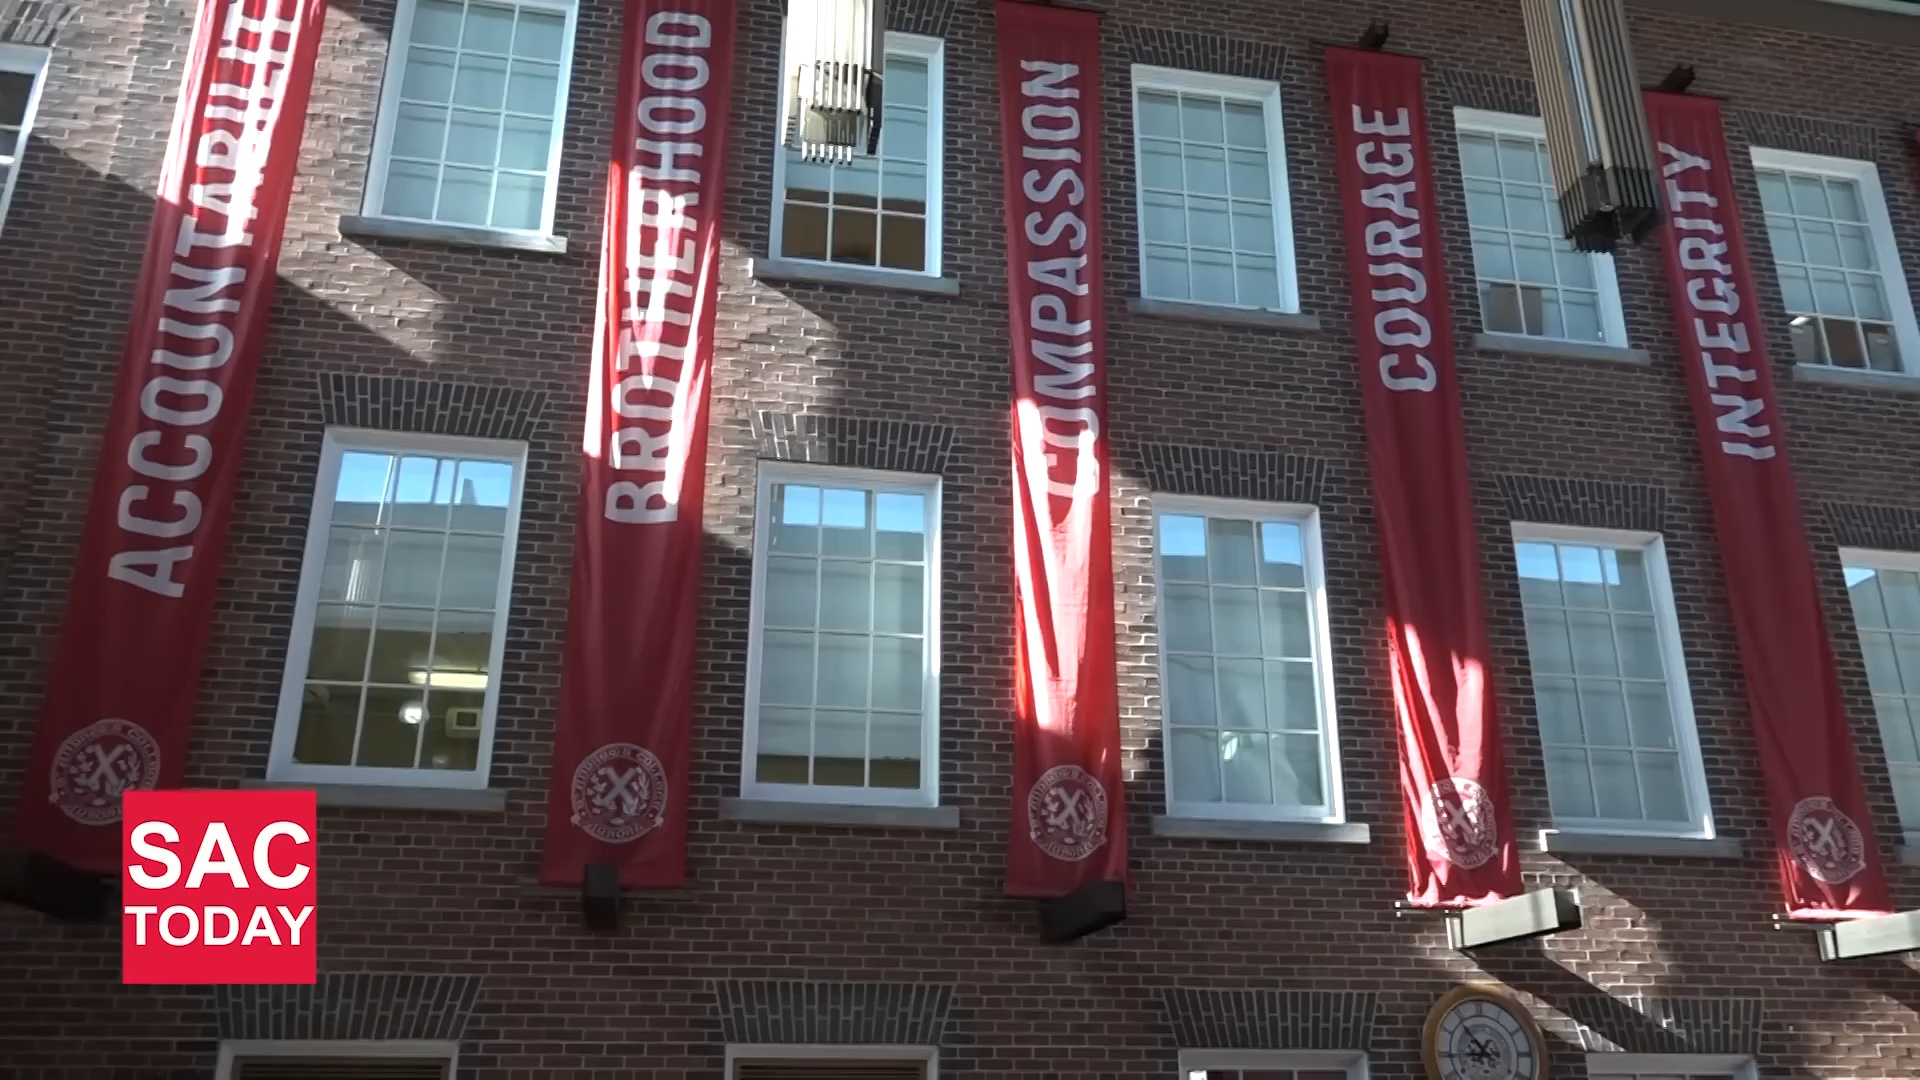 ACCOUNTABILITY
BROTHERHOOD
COMPASSION
COURAGE
INTEGRITY
SAC
TODAY